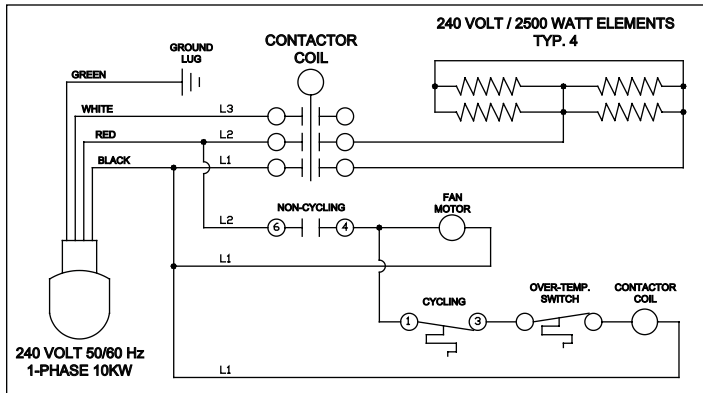 240 VOLT / 2500 WATT ELEMENTS
TYP. 4
CONTACTOR
COIL
GROUND
LUG
GREEN
WHITE
L3
RED
L2
BLACK
L1
NON-CYCLING
L2
6
4
FAN
MOTOR
L1
CYCLING
1
3
OVER-TEMP.
SWITCH
CONTACTOR
COIL
L1
240 VOLT 50/60 Hz
1-PHASE 10KW